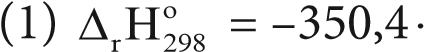 (1) ΔᵣH°₂₉₈ = –350,4·